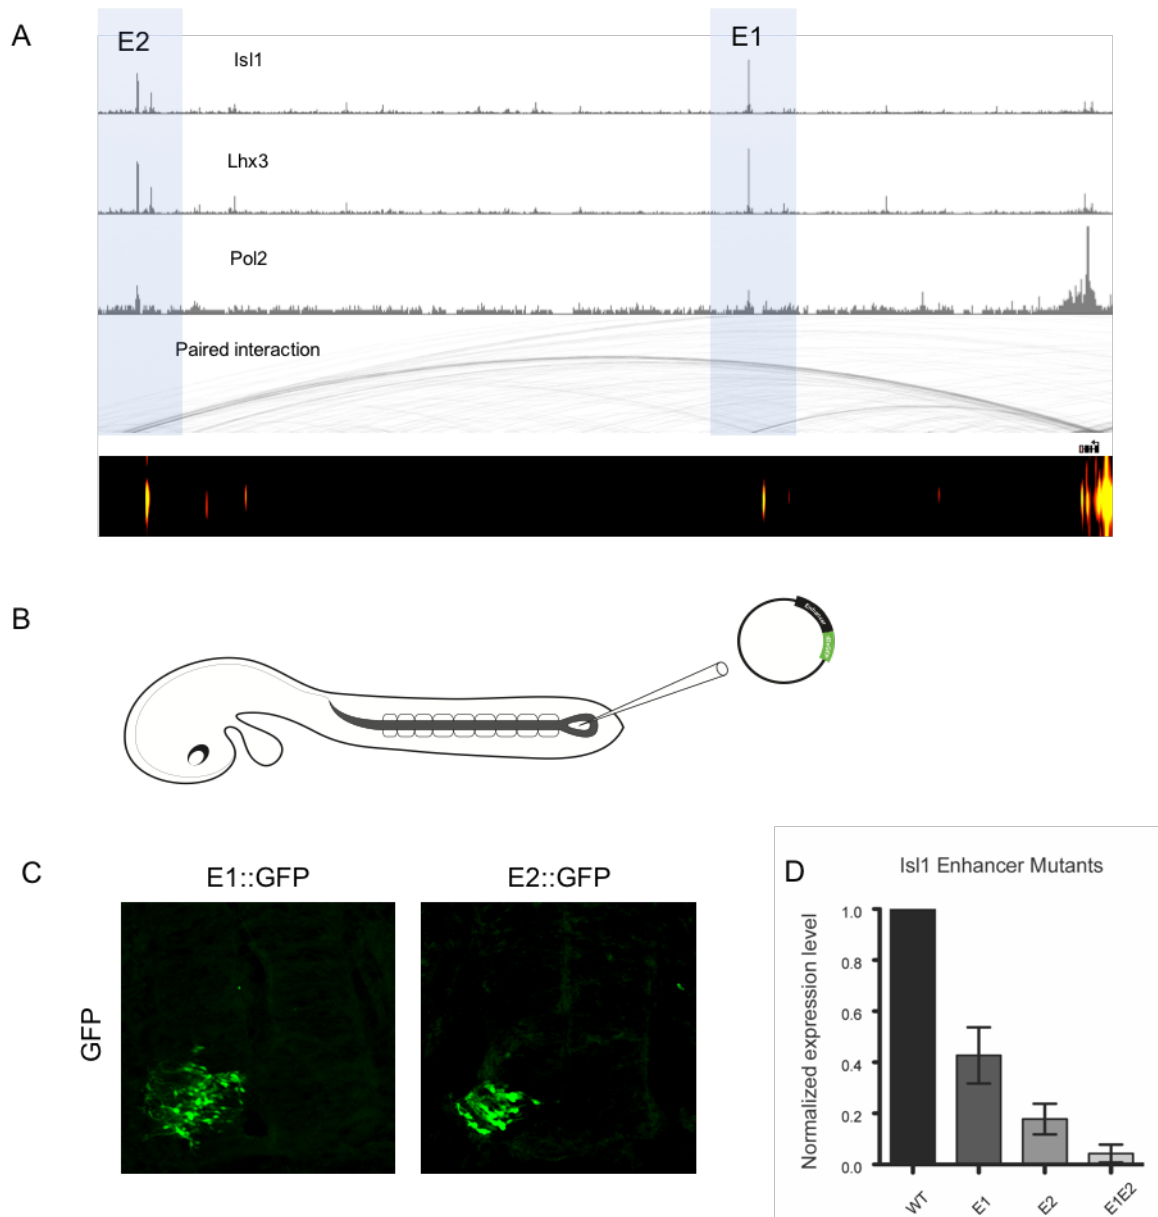 A
E2
E1
Isl1
Lhx3
Pol2
Paired interaction
B
Enhancer
C
E1::GFP
E2::GFP
GFP
D
Isl1 Enhancer Mutants
Normalized expression level
1.0
0.8
0.6
0.4
0.2
0.0
WT
E1
E2
E1E2